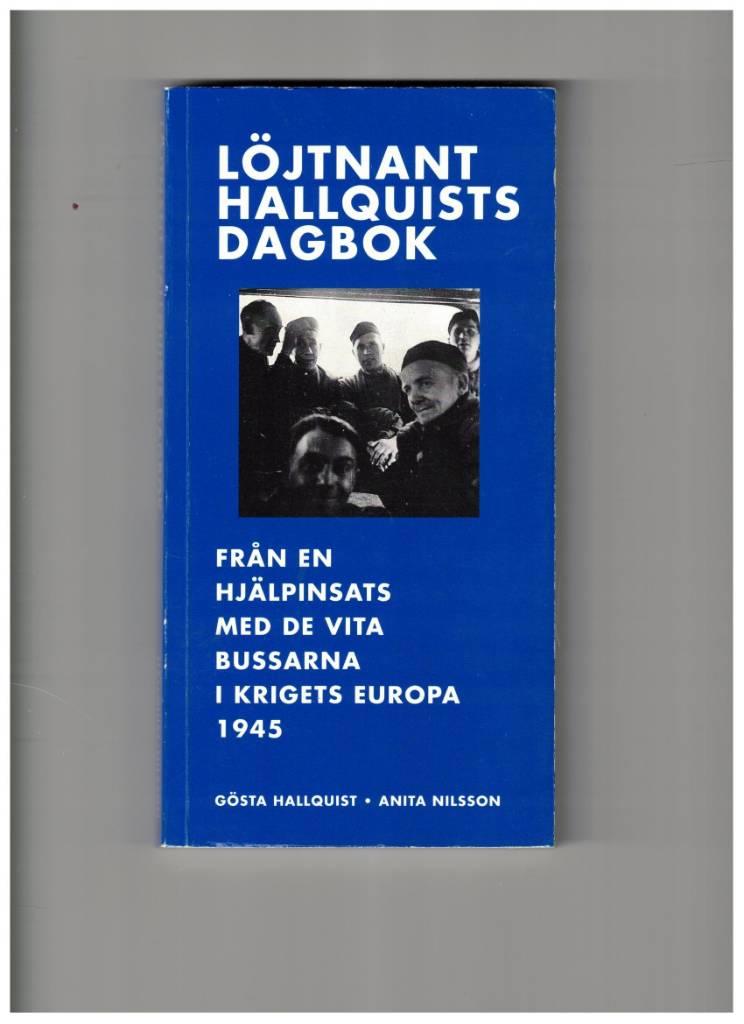 LÖJTNANT
HALLQUISTS
DAGBOK
FRÅN EN
HJÄLPINSATS
MED DE VITA
BUSSARNA
I KRIGETS EUROPA
1945
GÖSTA HALLQUIST • ANITA NILSSON